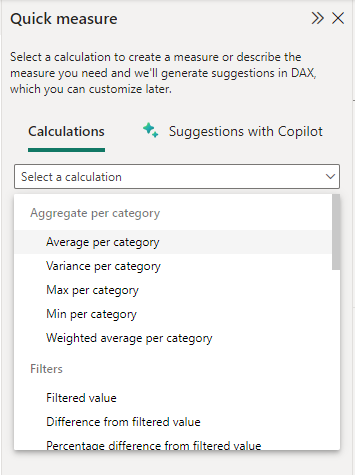 Quick measure
Select a calculation to create a measure or describe the
measure you need and we'll generate suggestions in DAX,
which you can customize later.
Calculations
Suggestions with Copilot
Select a calculation
Aggregate per category
Average per category
Variance per category
Max per category
Min per category
Weighted average per category
Filters
Filtered value
Difference from filtered value
Percentage difference from filtered value